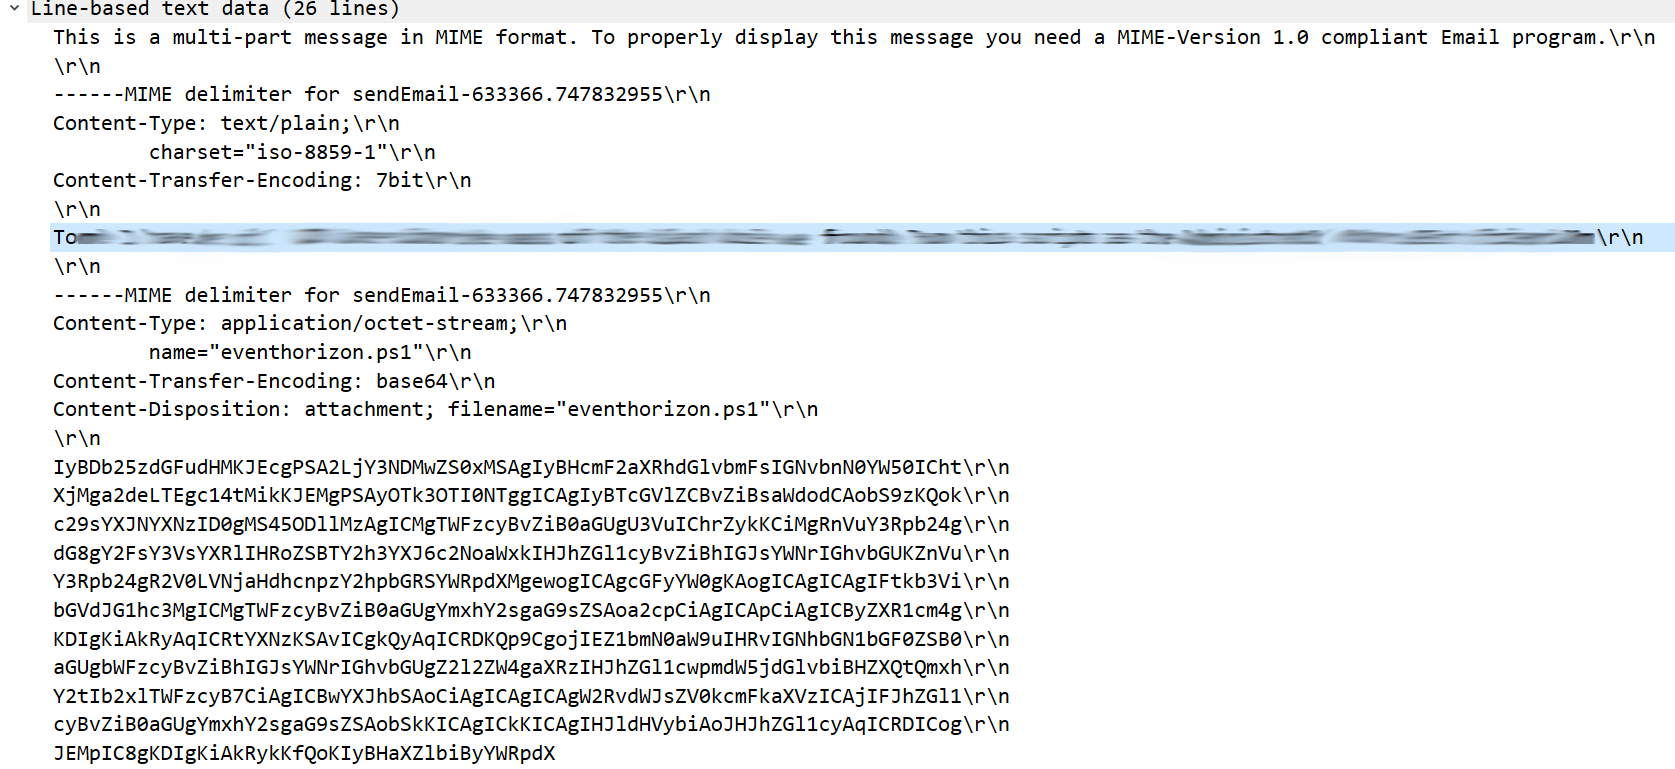 Line-based text data (26 lines)
This is a multi-part message in MIME format. To properly display this message you need a MIME-Version 1.0 compliant Email program.\r\n
\r\n
------MIME delimiter for sendEmail-633366.747832955\r\n
Content-Type: text/plain;\r\n
        charset="iso-8859-1"\r\n
Content-Transfer-Encoding: 7bit\r\n
\r\n
\r\n
\r\n
------MIME delimiter for sendEmail-633366.747832955\r\n
Content-Type: application/octet-stream;\r\n
        name="eventhorizon.ps1"\r\n
Content-Transfer-Encoding: base64\r\n
Content-Disposition: attachment; filename="eventhorizon.ps1"\r\n
\r\n
IyBDb25zdGFudHMKJEcgPSA2LjY3NDMwZS0xMSAgIyBHcmF2aXRhdGlvbmFsIGNvbnN0YW50ICht\r\n
XjMga2deLTEgc14tMikKJEMgPSAyOTk3OTI0NTggICAgIyBTcGVlZCBvZiBsaWdodCAobS9zKQok\r\n
c29sYXJNYXNzID0gMS45ODllMzAgICMgTWFzcyBvZiB0aGUgU3VuIChrZykKCiMgRnVuY3Rpb24g\r\n
dG8gY2FsY3VsYXRlIHRoZSBTY2h3YXJ6c2NoaWxkIHJhZGl1cyBvZiBhIGJsYWNrIGhvbGUKZnVu\r\n
Y3Rpb24gR2V0LVNjaHdhcnpzY2hpbGRSYWRpdXMgewogICAgcGFyYW0gKAogICAgICAgIFtkb3Vi\r\n
bGVdJG1hc3MgICMgTWFzcyBvZiB0aGUgYmxhY2sgaG9sZSAoa2cpCiAgICApCiAgICByZXR1cm4g\r\n
KDIgKiAkRyAqICRtYXNzKSAvICgkQyAqICRDKQp9CgojIEZ1bmN0aW9uIHRvIGNhbGN1bGF0ZSB0\r\n
aGUgbWFzcyBvZiBhIGJsYWNrIGhvbGUgZ2l2ZW4gaXRzIHJhZGl1cwpmdW5jdGlvbiBHZXQtQmxh\r\n
Y2tIb2xlTWFzcyB7CiAgICBwYXJhbSAoCiAgICAgICAgW2RvdWJsZV0kcmFkaXVzICAjIFJhZGl1\r\n
cyBvZiB0aGUgYmxhY2sgaG9sZSAobSkKICAgICkKICAgIHJldHVybiAoJHJhZGl1cyAqICRDICog\r\n
JEMpIC8gKDIgKiAkRykKfQoKIyBHaXZlbiByYWRpdX